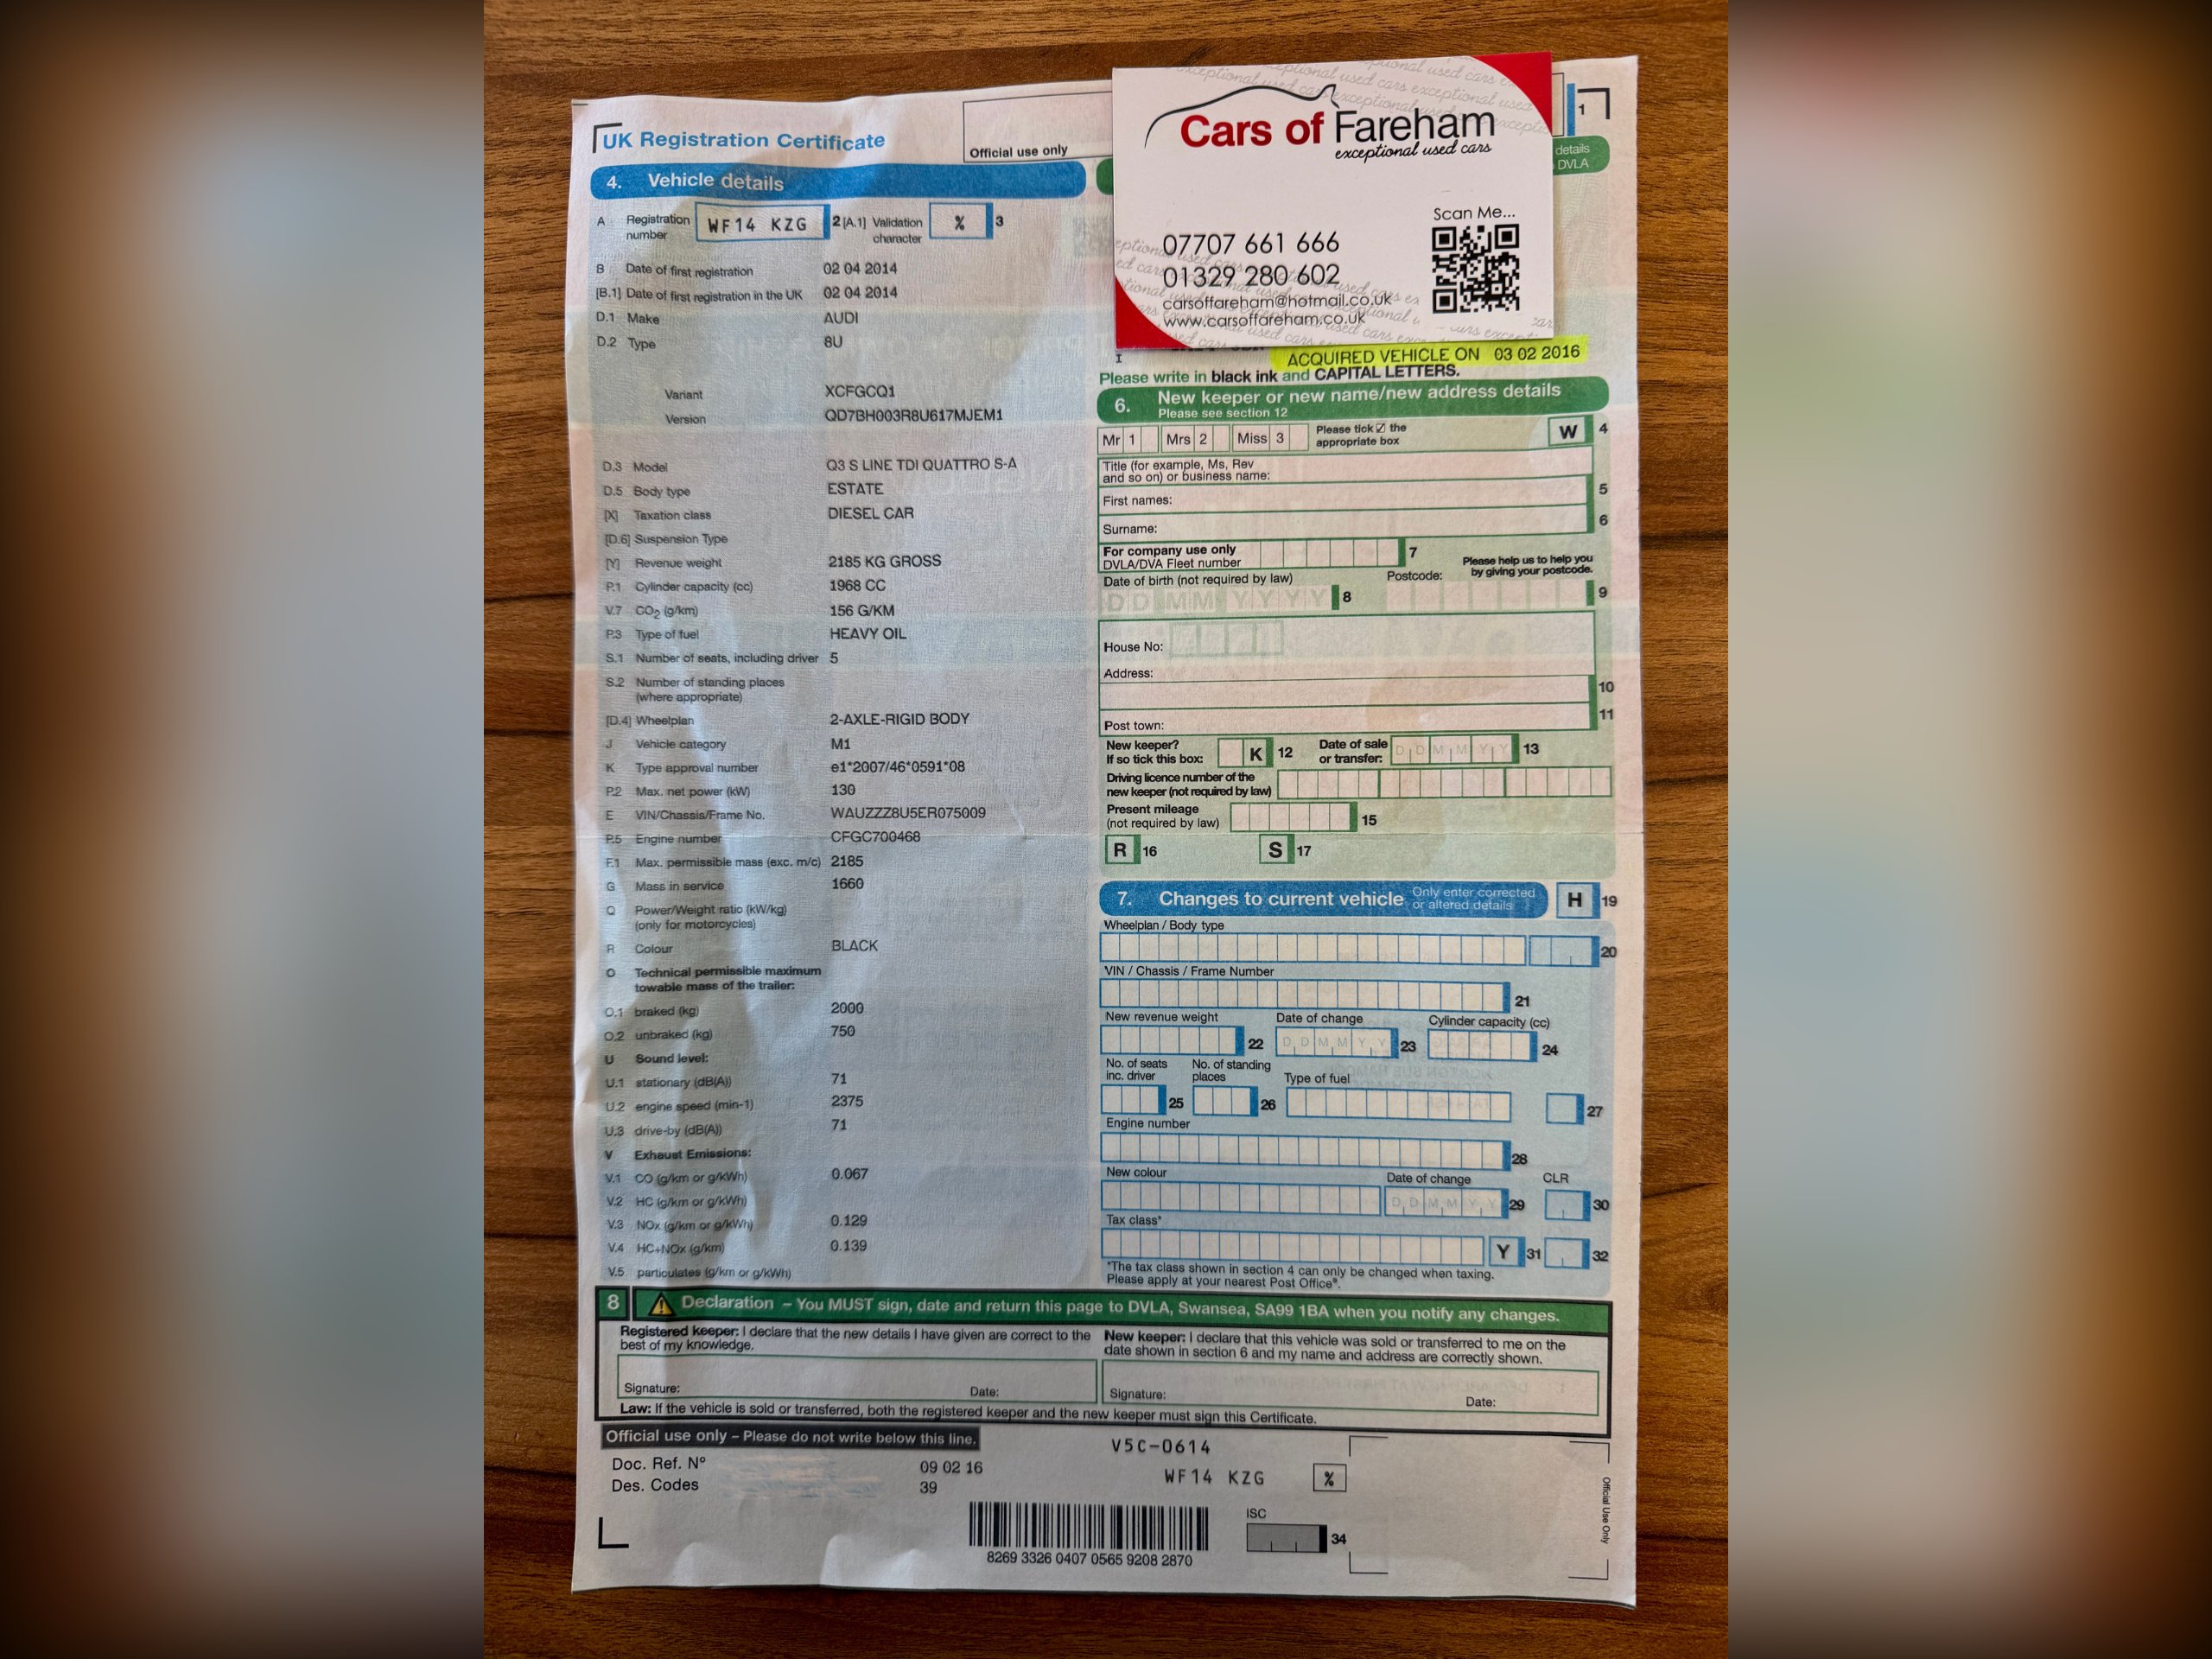 UK Registration Certificate
Official use only
1
4. Vehicle details
details
DVLA
A Registration number WF14 KZG 2 [A.1] Validation character % 3
B Date of first registration 02 04 2014
[B.1] Date of first registration in the UK 02 04 2014
D.1 Make AUDI
D.2 Type 8U
Variant XCFGCQ1
Version QD7BH003R8U617MJEM1
D.3 Model Q3 S LINE TDI QUATTRO S-A
D.5 Body type ESTATE
[X] Taxation class DIESEL CAR
[D.6] Suspension Type
[Y] Revenue weight 2185 KG GROSS
P.1 Cylinder capacity (cc) 1968 CC
V.7 CO2 (g/km) 156 G/KM
P.3 Type of fuel HEAVY OIL
S.1 Number of seats, including driver 5
S.2 Number of standing places
(where appropriate)
[D.4] Wheelplan 2-AXLE-RIGID BODY
J Vehicle category M1
K Type approval number e1*2007/46*0591*08
P.2 Max. net power (kW) 130
E VIN/Chassis/Frame No. WAUZZZ8U5ER075009
P.5 Engine number CFGC700468
F.1 Max. permissible mass (exc. m/c) 2185
G Mass in service 1660
Q Power/Weight ratio (kW/kg)
(only for motorcycles)
R Colour BLACK
O Technical permissible maximum
towable mass of the trailer:
O.1 braked (kg) 2000
O.2 unbraked (kg) 750
U Sound level:
U.1 stationary (dB(A)) 71
U.2 engine speed (min-1) 2375
U.3 drive-by (dB(A)) 71
V Exhaust Emissions:
V.1 CO (g/km or g/kWh) 0.067
V.2 HC (g/km or g/kWh)
V.3 NOx (g/km or g/kWh) 0.129
V.4 HC+NOx (g/km) 0.139
V.5 particulates (g/km or g/kWh)
Cars of Fareham
exceptional used cars
Scan Me...
07707 661 666
01329 280 602
carsoffareham@hotmail.co.uk
www.carsoffareham.co.uk
ACQUIRED VEHICLE ON 03 02 2016
Please write in black ink and CAPITAL LETTERS.
6. New keeper or new name/new address details
Please see section 12
Mr 1 Mrs 2 Miss 3 Please tick ☑ the appropriate box W 4
Title (for example, Ms, Rev
and so on) or business name:
First names: 5
Surname: 6
For company use only
DVLA/DVA Fleet number 7
Please help us to help you
by giving your postcode.
Date of birth (not required by law) Postcode:
DD MM YYYY 8 9
House No:
Address:
10
11
Post town:
New keeper?
If so tick this box: K 12
Date of sale
or transfer: D D M M Y Y 13
Driving licence number of the
new keeper (not required by law)
Present mileage
(not required by law) 15
R 16 S 17
7. Changes to current vehicle Only enter corrected or altered details H 19
Wheelplan / Body type
20
VIN / Chassis / Frame Number
21
New revenue weight Date of change Cylinder capacity (cc)
22 D D M M Y Y 23 24
No. of seats
inc. driver
No. of standing
places
Type of fuel
25 26 27
Engine number
28
New colour Date of change CLR
D D M M Y Y 29 30
Tax class*
Y 31 32
*The tax class shown in section 4 can only be changed when taxing.
Please apply at your nearest Post Office®.
8 Declaration – You MUST sign, date and return this page to DVLA, Swansea, SA99 1BA when you notify any changes.
Registered keeper: I declare that the new details I have given are correct to the
best of my knowledge.
Signature: Date:
New keeper: I declare that this vehicle was sold or transferred to me on the
date shown in section 6 and my name and address are correctly shown.
Signature: Date:
Law: If the vehicle is sold or transferred, both the registered keeper and the new keeper must sign this Certificate.
Official use only – Please do not write below this line.
Doc. Ref. Nº 09 02 16
Des. Codes 39
V5C-0614
WF14 KZG %
ISC
34
8269 3326 0407 0565 9208 2870
Official Use Only